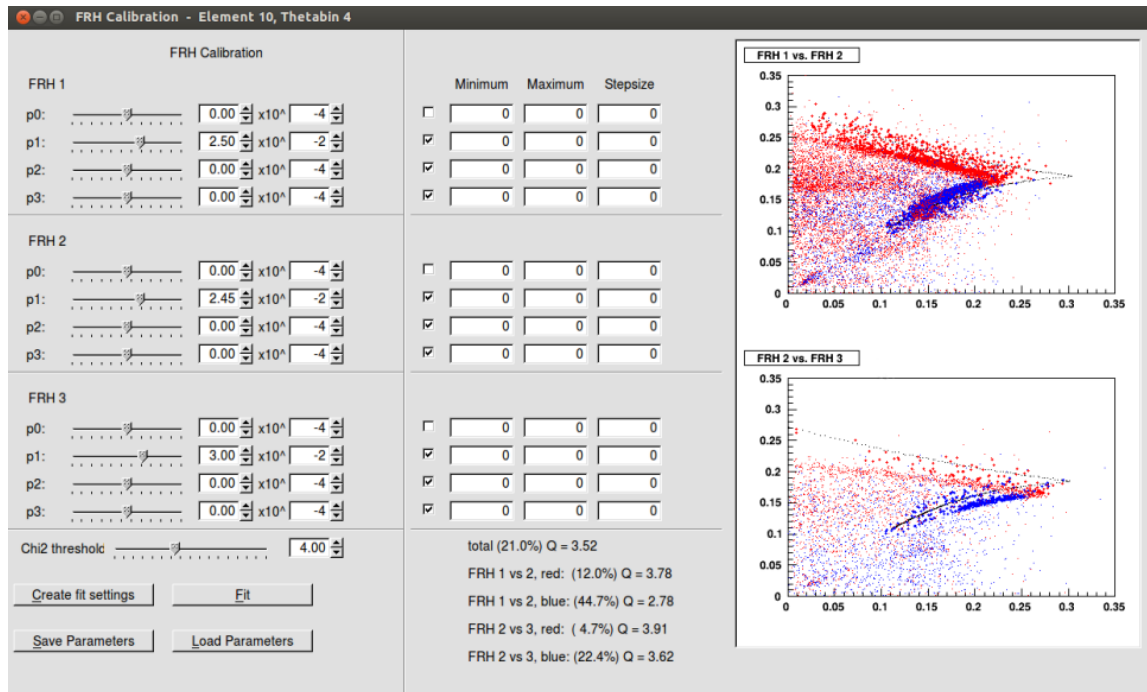 FRH Calibration - Element 10, Thetabin 4
FRH Calibration
FRH 1
Minimum Maximum Stepsize
p0: 0.00 x10^ -4 0 0 0
p1: 2.50 x10^ -2 0 0 0
p2: 0.00 x10^ -4 0 0 0
p3: 0.00 x10^ -4 0 0 0
FRH 2
p0: 0.00 x10^ -4 0 0 0
p1: 2.45 x10^ -2 0 0 0
p2: 0.00 x10^ -4 0 0 0
p3: 0.00 x10^ -4 0 0 0
FRH 3
p0: 0.00 x10^ -4 0 0 0
p1: 3.00 x10^ -2 0 0 0
p2: 0.00 x10^ -4 0 0 0
p3: 0.00 x10^ -4 0 0 0
Chi2 threshold 4.00
Create fit settings Fit
Save Parameters Load Parameters
total (21.0%) Q = 3.52
FRH 1 vs 2, red: (12.0%) Q = 3.78
FRH 1 vs 2, blue: (44.7%) Q = 2.78
FRH 2 vs 3, red: ( 4.7%) Q = 3.91
FRH 2 vs 3, blue: (22.4%) Q = 3.62
FRH 1 vs. FRH 2
0.35
0.3
0.25
0.2
0.15
0.1
0.05
0
0 0.05 0.1 0.15 0.2 0.25 0.3 0.35
FRH 2 vs. FRH 3
0.35
0.3
0.25
0.2
0.15
0.1
0.05
0
0 0.05 0.1 0.15 0.2 0.25 0.3 0.35